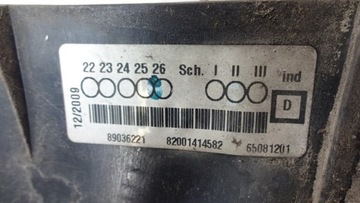 22 23 24 25 26 Sch. I II III ind
12/2009
D
89036221 82001414582 65081201